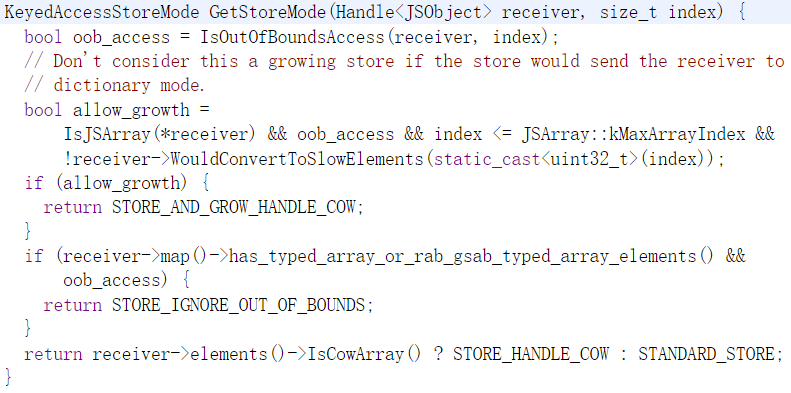 KeyedAccessStoreMode GetStoreMode(Handle<JSObject> receiver, size_t index) {
  bool oob_access = IsOutOfBoundsAccess(receiver, index);
  // Don't consider this a growing store if the store would send the receiver to
  // dictionary mode.
  bool allow_growth =
      IsJSArray(*receiver) && oob_access && index <= JSArray::kMaxArrayIndex &&
      !receiver->WouldConvertToSlowElements(static_cast<uint32_t>(index));
  if (allow_growth) {
    return STORE_AND_GROW_HANDLE_COW;
  }
  if (receiver->map()->has_typed_array_or_rab_gsab_typed_array_elements() &&
      oob_access) {
    return STORE_IGNORE_OUT_OF_BOUNDS;
  }
  return receiver->elements()->IsCowArray() ? STORE_HANDLE_COW : STANDARD_STORE;
}